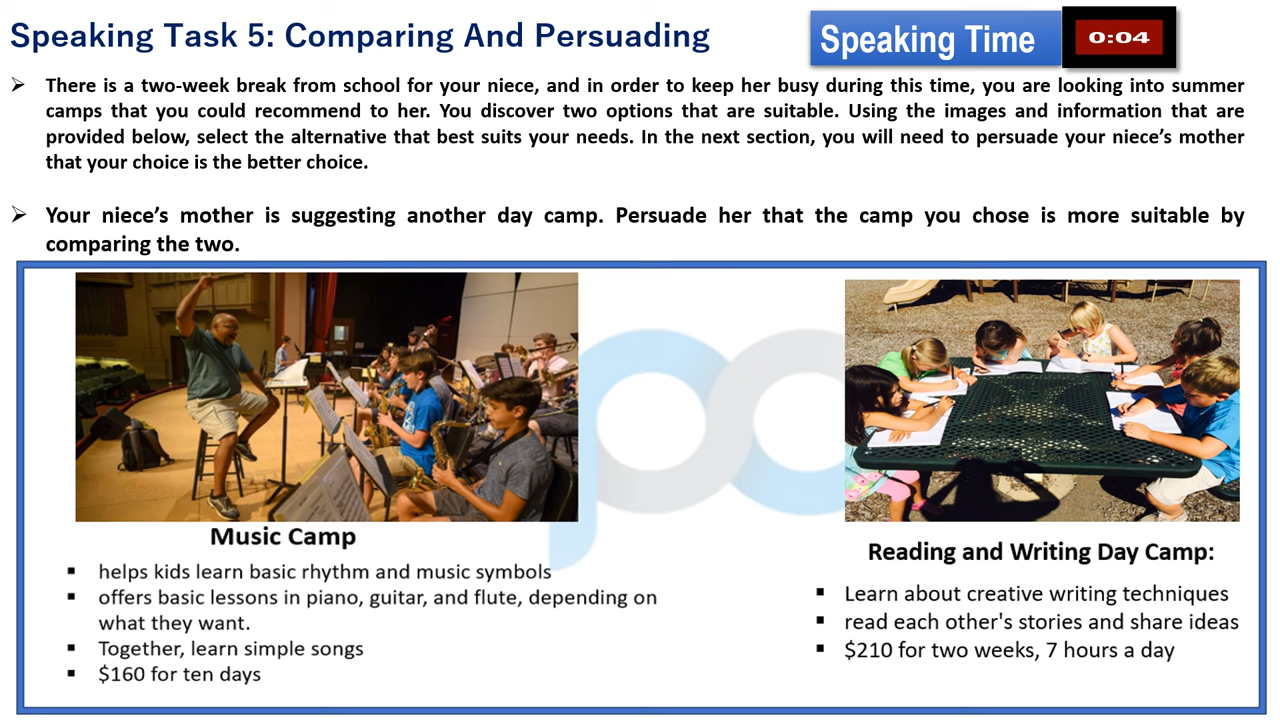 Speaking Task 5: Comparing And Persuading
Speaking Time
0:04
There is a two-week break from school for your niece, and in order to keep her busy during this time, you are looking into summer
camps that you could recommend to her. You discover two options that are suitable. Using the images and information that are
provided below, select the alternative that best suits your needs. In the next section, you will need to persuade your niece’s mother
that your choice is the better choice.
Your niece’s mother is suggesting another day camp. Persuade her that the camp you chose is more suitable by
comparing the two.
Music Camp
helps kids learn basic rhythm and music symbols
offers basic lessons in piano, guitar, and flute, depending on
what they want.
Together, learn simple songs
$160 for ten days
Reading and Writing Day Camp:
Learn about creative writing techniques
read each other's stories and share ideas
$210 for two weeks, 7 hours a day